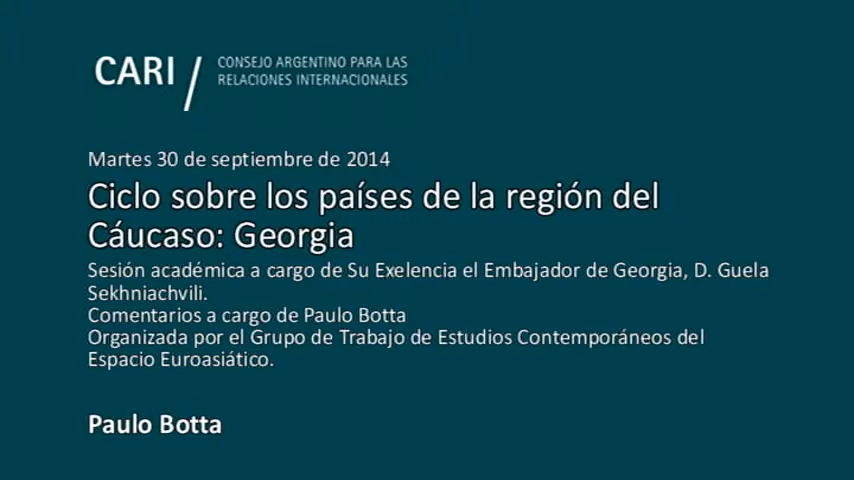 CARI /
CONSEJO ARGENTINO PARA LAS
RELACIONES INTERNACIONALES
Martes 30 de septiembre de 2014
Ciclo sobre los países de la región del
Cáucaso: Georgia
Sesión académica a cargo de Su Exelencia el Embajador de Georgia, D. Guela
Sekhniachvili.
Comentarios a cargo de Paulo Botta
Organizada por el Grupo de Trabajo de Estudios Contemporáneos del
Espacio Euroasiático.
Paulo Botta